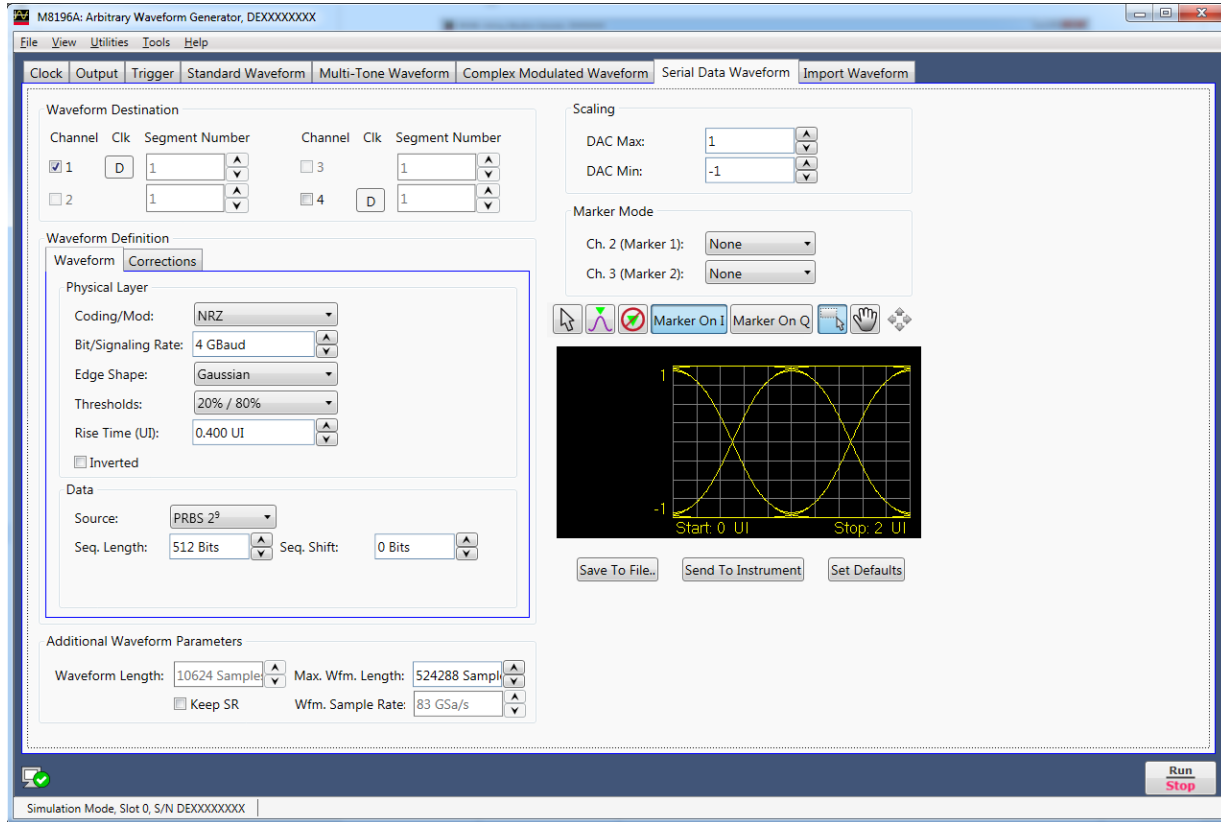 M8196A: Arbitrary Waveform Generator, DEXXXXXXXX
File View Utilities Tools Help
Clock Output Trigger Standard Waveform Multi-Tone Waveform Complex Modulated Waveform Serial Data Waveform Import Waveform
Waveform Destination
Channel Clk Segment Number Channel Clk Segment Number
1 D 1 3 1
2 1 4 D 1
Scaling
DAC Max: 1
DAC Min: -1
Marker Mode
Ch. 2 (Marker 1): None
Ch. 3 (Marker 2): None
Waveform Definition
Waveform Corrections
Physical Layer
Coding/Mod: NRZ
Bit/Signaling Rate: 4 GBaud
Edge Shape: Gaussian
Thresholds: 20% / 80%
Rise Time (UI): 0.400 UI
Inverted
Data
Source: PRBS 2⁹
Seq. Length: 512 Bits Seq. Shift: 0 Bits
Marker On I Marker On Q
1
-1
Start: 0 UI Stop: 2 UI
Save To File.. Send To Instrument Set Defaults
Additional Waveform Parameters
Waveform Length: 10624 Sample Max. Wfm. Length: 524288 Sampl
Keep SR Wfm. Sample Rate: 83 GSa/s
Run
Stop
Simulation Mode, Slot 0, S/N DEXXXXXXXX